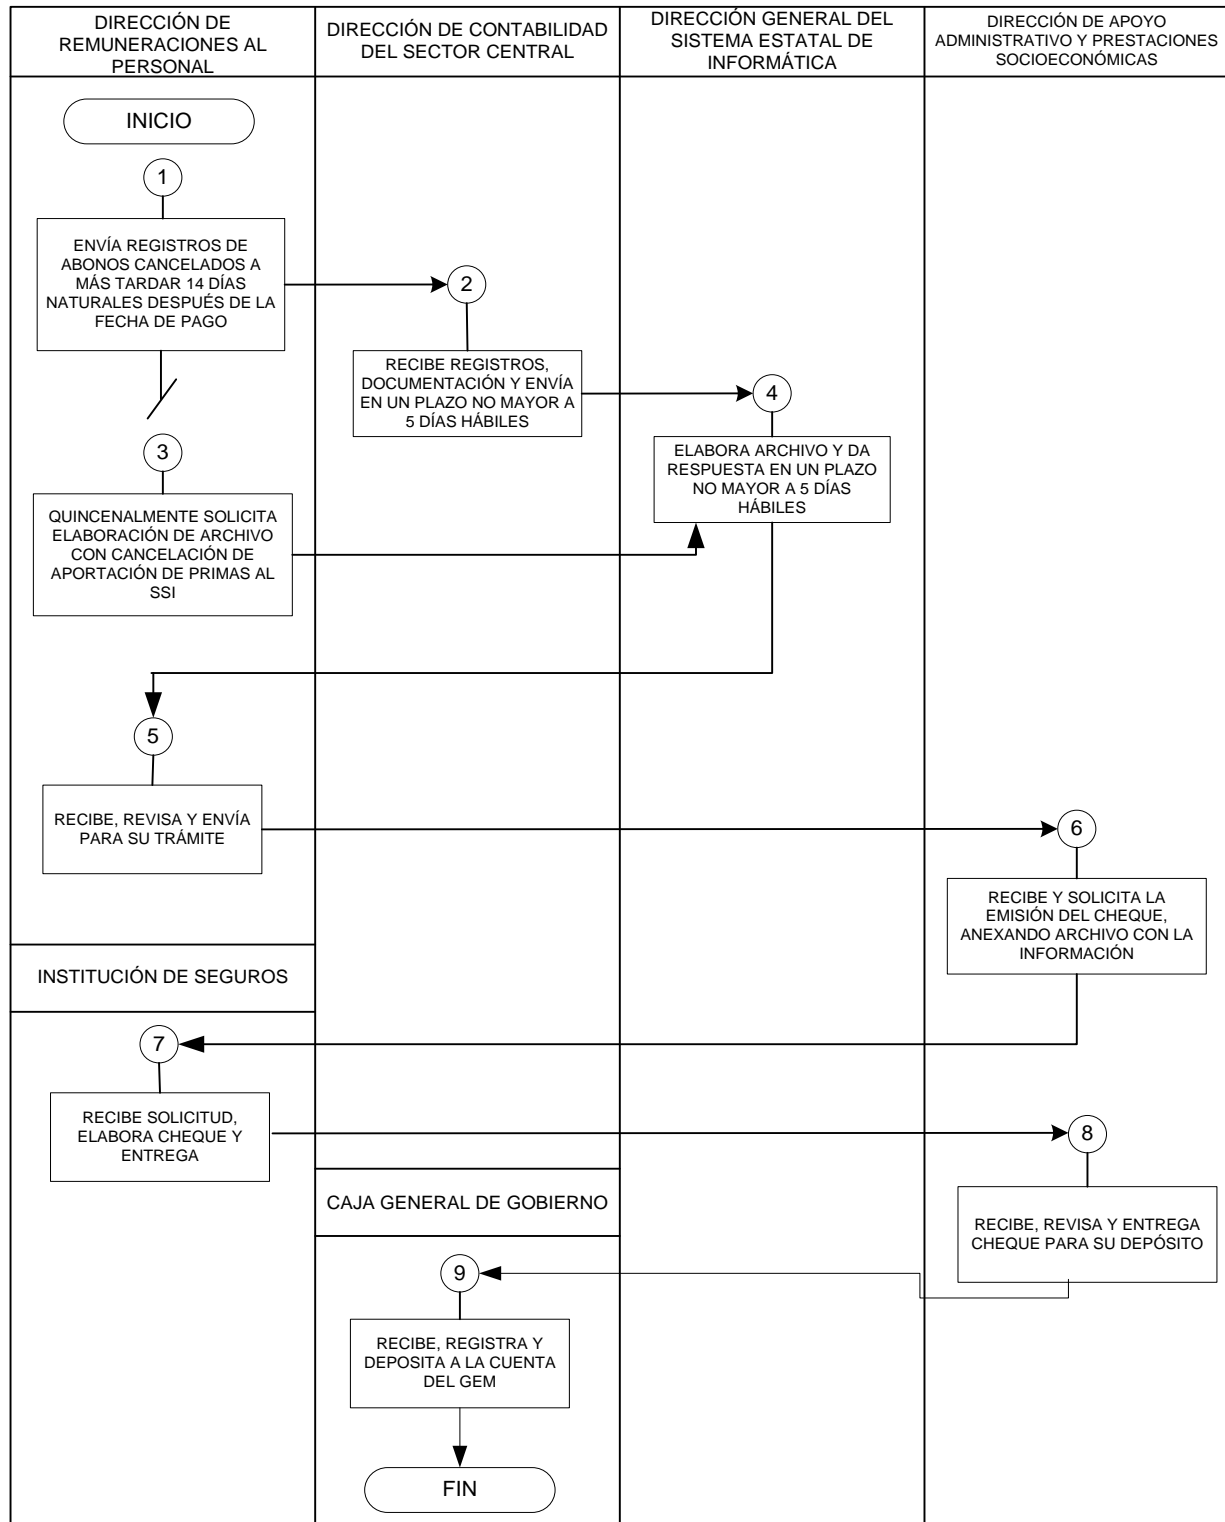 DIRECCIÓN DE
REMUNERACIONES AL
PERSONAL
DIRECCIÓN DE CONTABILIDAD
DEL SECTOR CENTRAL
DIRECCIÓN GENERAL DEL
SISTEMA ESTATAL DE
INFORMÁTICA
DIRECCIÓN DE APOYO
ADMINISTRATIVO Y PRESTACIONES
SOCIOECONÓMICAS
INICIO
1
ENVÍA REGISTROS DE
ABONOS CANCELADOS A
MÁS TARDAR 14 DÍAS
NATURALES DESPUÉS DE LA
FECHA DE PAGO
2
RECIBE REGISTROS,
DOCUMENTACIÓN Y ENVÍA
EN UN PLAZO NO MAYOR A
5 DÍAS HÁBILES
3
QUINCENALMENTE SOLICITA
ELABORACIÓN DE ARCHIVO
CON CANCELACIÓN DE
APORTACIÓN DE PRIMAS AL
SSI
4
ELABORA ARCHIVO Y DA
RESPUESTA EN UN PLAZO
NO MAYOR A 5 DÍAS
HÁBILES
5
RECIBE, REVISA Y ENVÍA
PARA SU TRÁMITE
6
RECIBE Y SOLICITA LA
EMISIÓN DEL CHEQUE,
ANEXANDO ARCHIVO CON LA
INFORMACIÓN
INSTITUCIÓN DE SEGUROS
7
RECIBE SOLICITUD,
ELABORA CHEQUE Y
ENTREGA
8
RECIBE, REVISA Y ENTREGA
CHEQUE PARA SU DEPÓSITO
CAJA GENERAL DE GOBIERNO
9
RECIBE, REGISTRA Y
DEPOSITA A LA CUENTA
DEL GEM
FIN